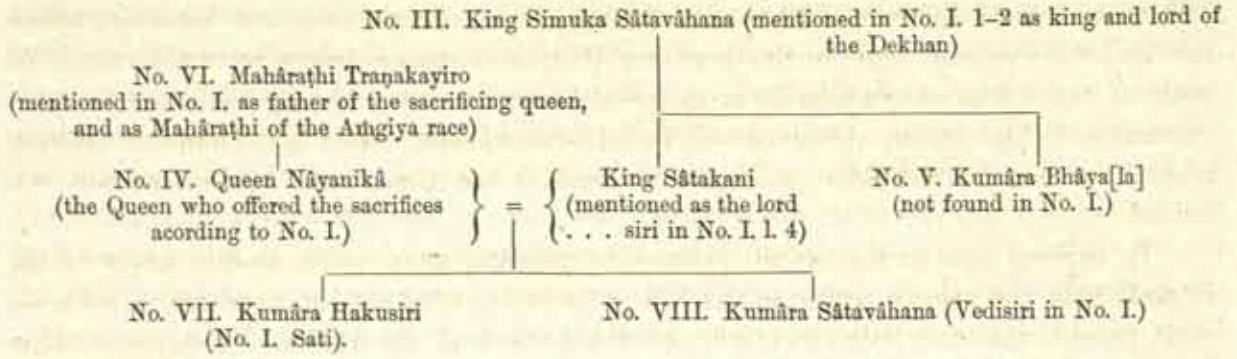 No. III. King Simuka Sâtavâhana (mentioned in No. I. 1–2 as king and lord of
the Dekhan)
No. VI. Mahâraṭhi Traṇakayiro
(mentioned in No. I. as father of the sacrificing queen,
and as Mahâraṭhi of the Aṁgiya race)
No. IV. Queen Nâyanikâ
(the Queen who offered the sacrifices
acording to No. I.)
} = {
King Sâtakani
(mentioned as the lord
. . . siri in No. I, l. 4)
No. V. Kumâra Bhâya[la]
(not found in No. I.)
No. VII. Kumâra Hakusiri
(No. I. Sati).
No. VIII. Kumâra Sâtavâhana (Vedisiri in No. I.)